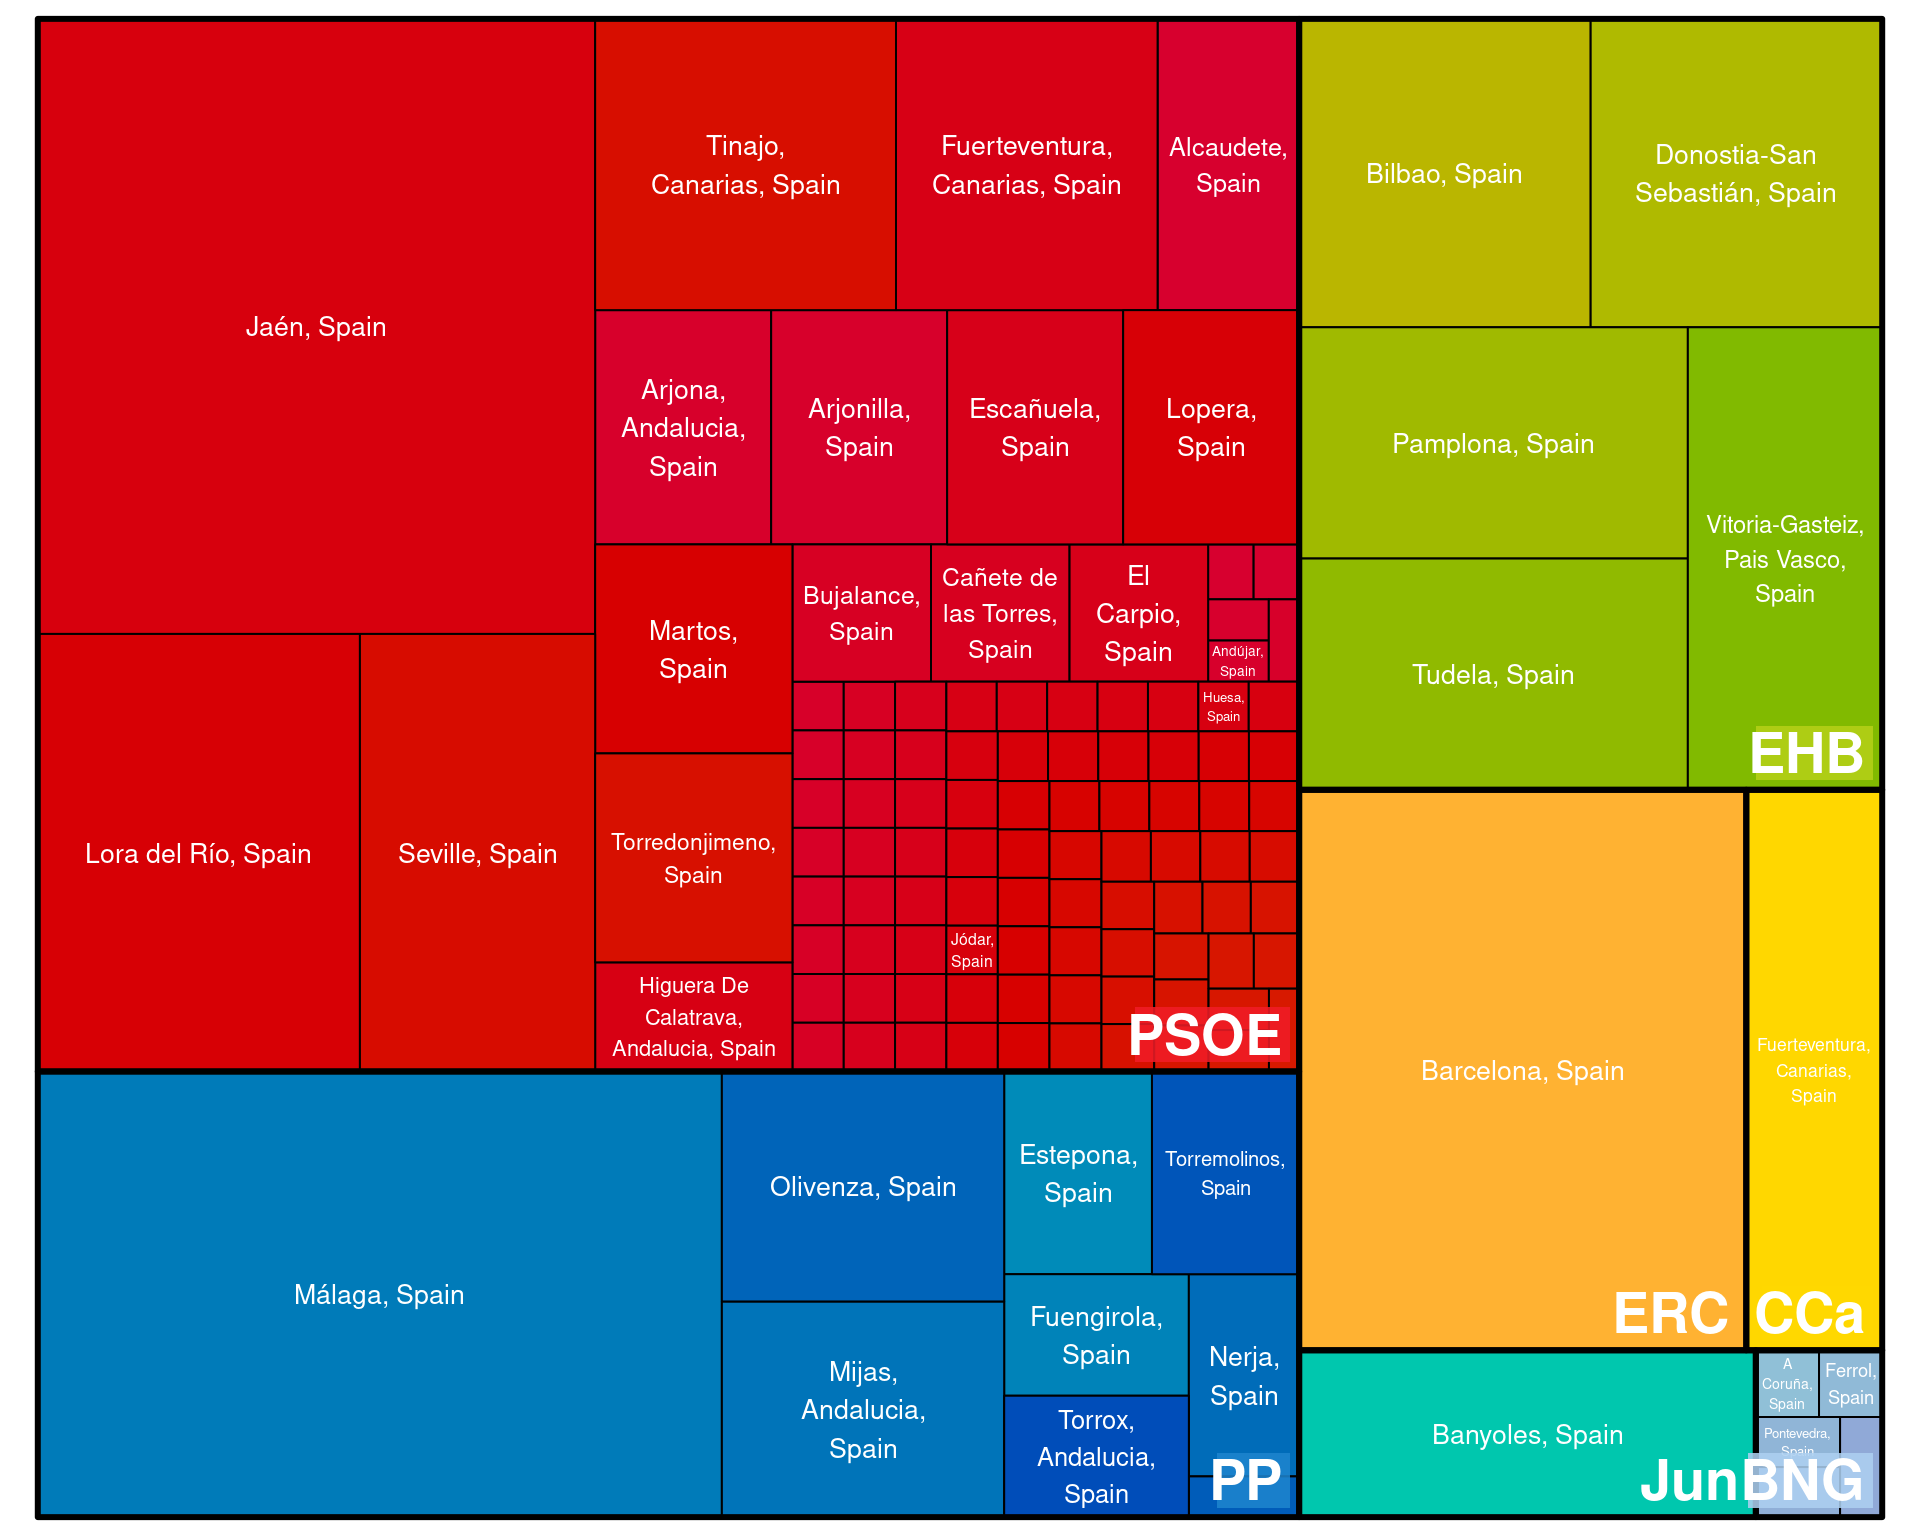 Jaén, Spain
Tinajo,
Canarias, Spain
Fuerteventura,
Canarias, Spain
Alcaudete,
Spain
Arjona,
Andalucia,
Spain
Arjonilla,
Spain
Escañuela,
Spain
Lopera,
Spain
Lora del Río, Spain
Seville, Spain
Martos,
Spain
Torredonjimeno,
Spain
Higuera De
Calatrava,
Andalucia, Spain
Bujalance,
Spain
Cañete de
las Torres,
Spain
El
Carpio,
Spain
Andújar,
Spain
Huesa,
Spain
Jódar,
Spain
PSOE
Bilbao, Spain
Donostia-San
Sebastián, Spain
Pamplona, Spain
Tudela, Spain
Vitoria-Gasteiz,
Pais Vasco,
Spain
EHB
Málaga, Spain
Olivenza, Spain
Mijas,
Andalucia,
Spain
Estepona,
Spain
Torremolinos,
Spain
Fuengirola,
Spain
Nerja,
Spain
Torrox,
Andalucia,
Spain
PP
Barcelona, Spain
ERC
Fuerteventura,
Canarias,
Spain
CCa
Banyoles, Spain
Jun
A
Coruña,
Spain
Ferrol,
Spain
Pontevedra,
Spain
BNG